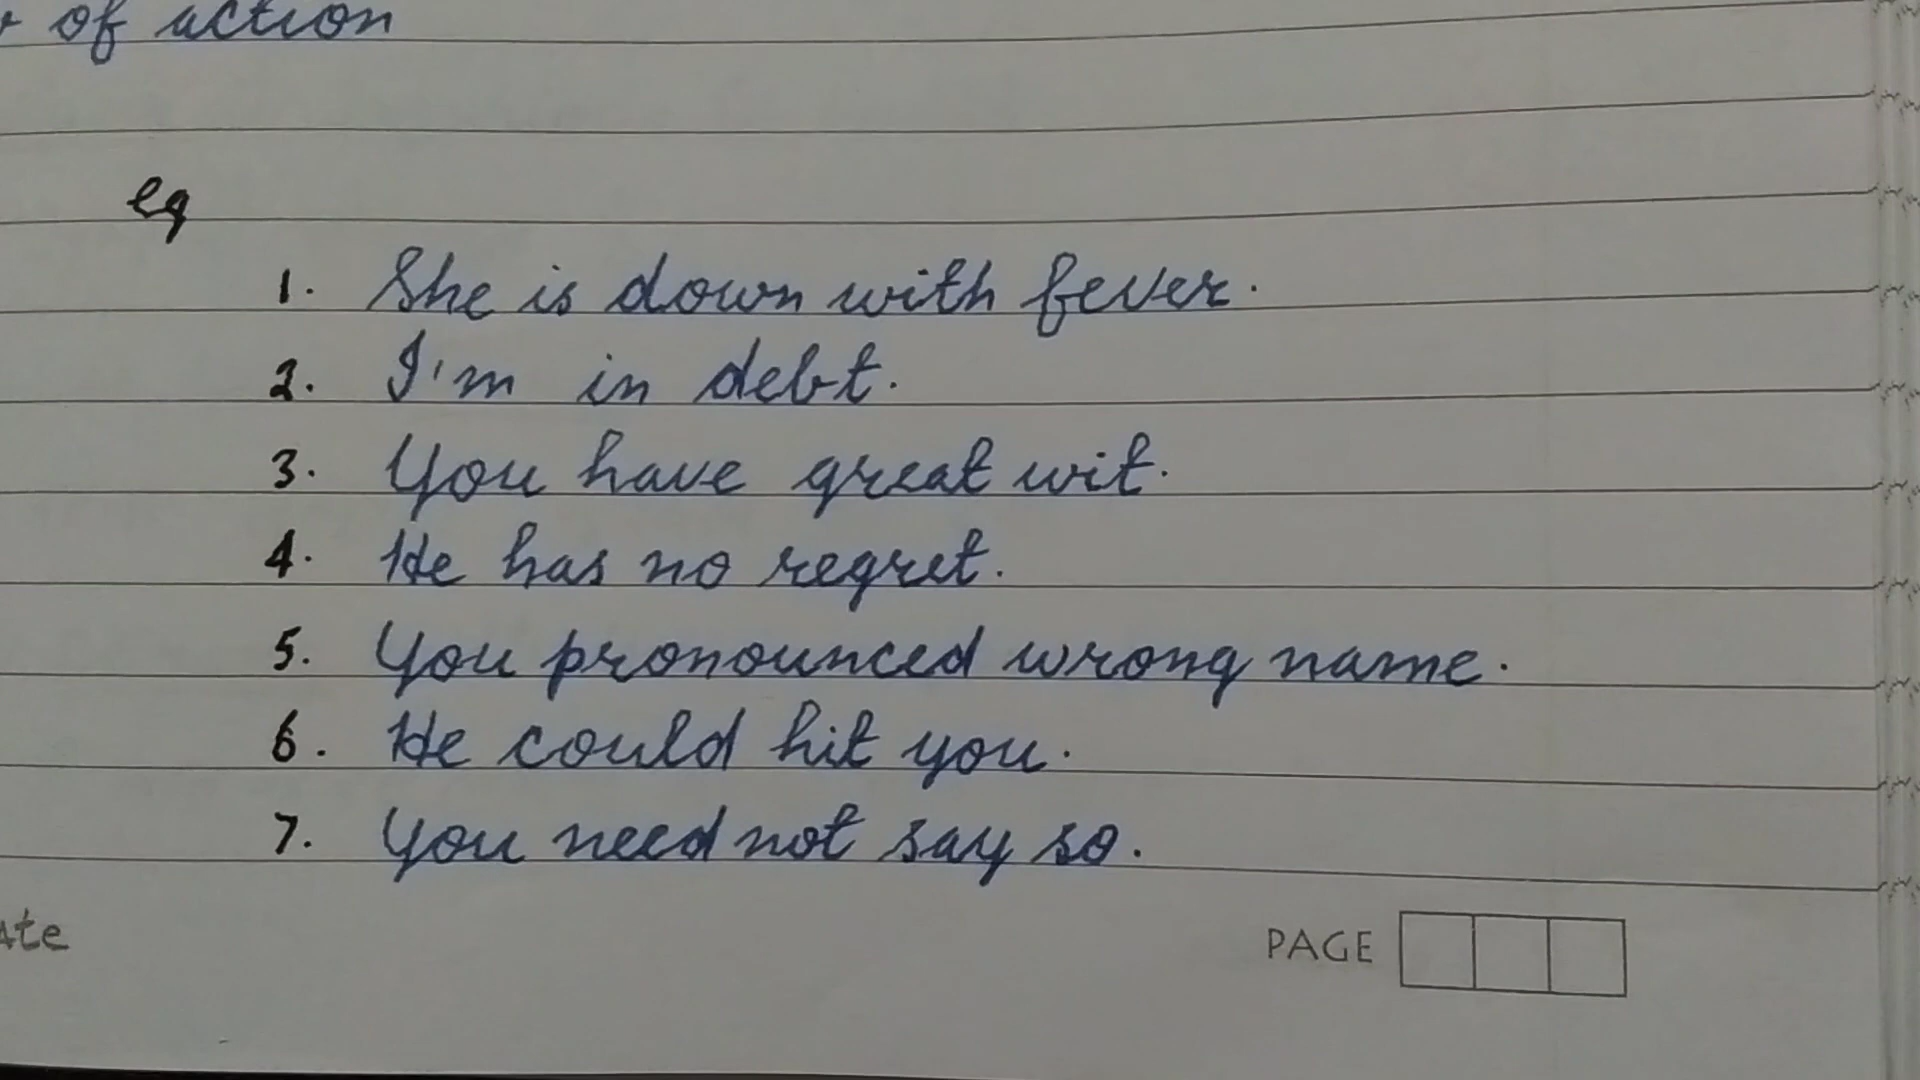 of action
eg
1. She is down with fever.
2. I'm in debt.
3. You have great wit.
4. He has no regret.
5. You pronounced wrong name.
6. He could hit you.
7. You need not say so.
PAGE